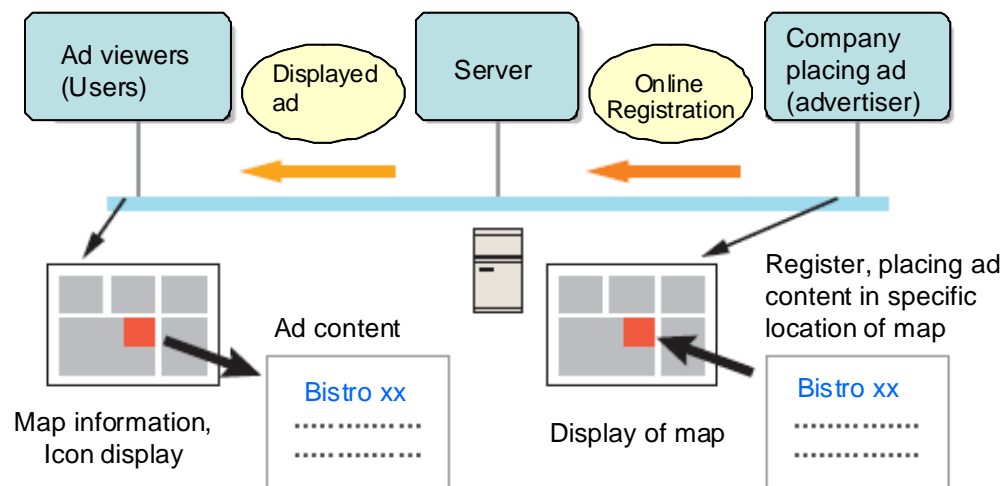 Ad viewers
(Users)
Displayed
ad
Server
Online
Registration
Company
placing ad
(advertiser)
Register, placing ad
content in specific
location of map
Ad content
Bistro xx
Bistro xx
Map information,
Icon display
Display of map